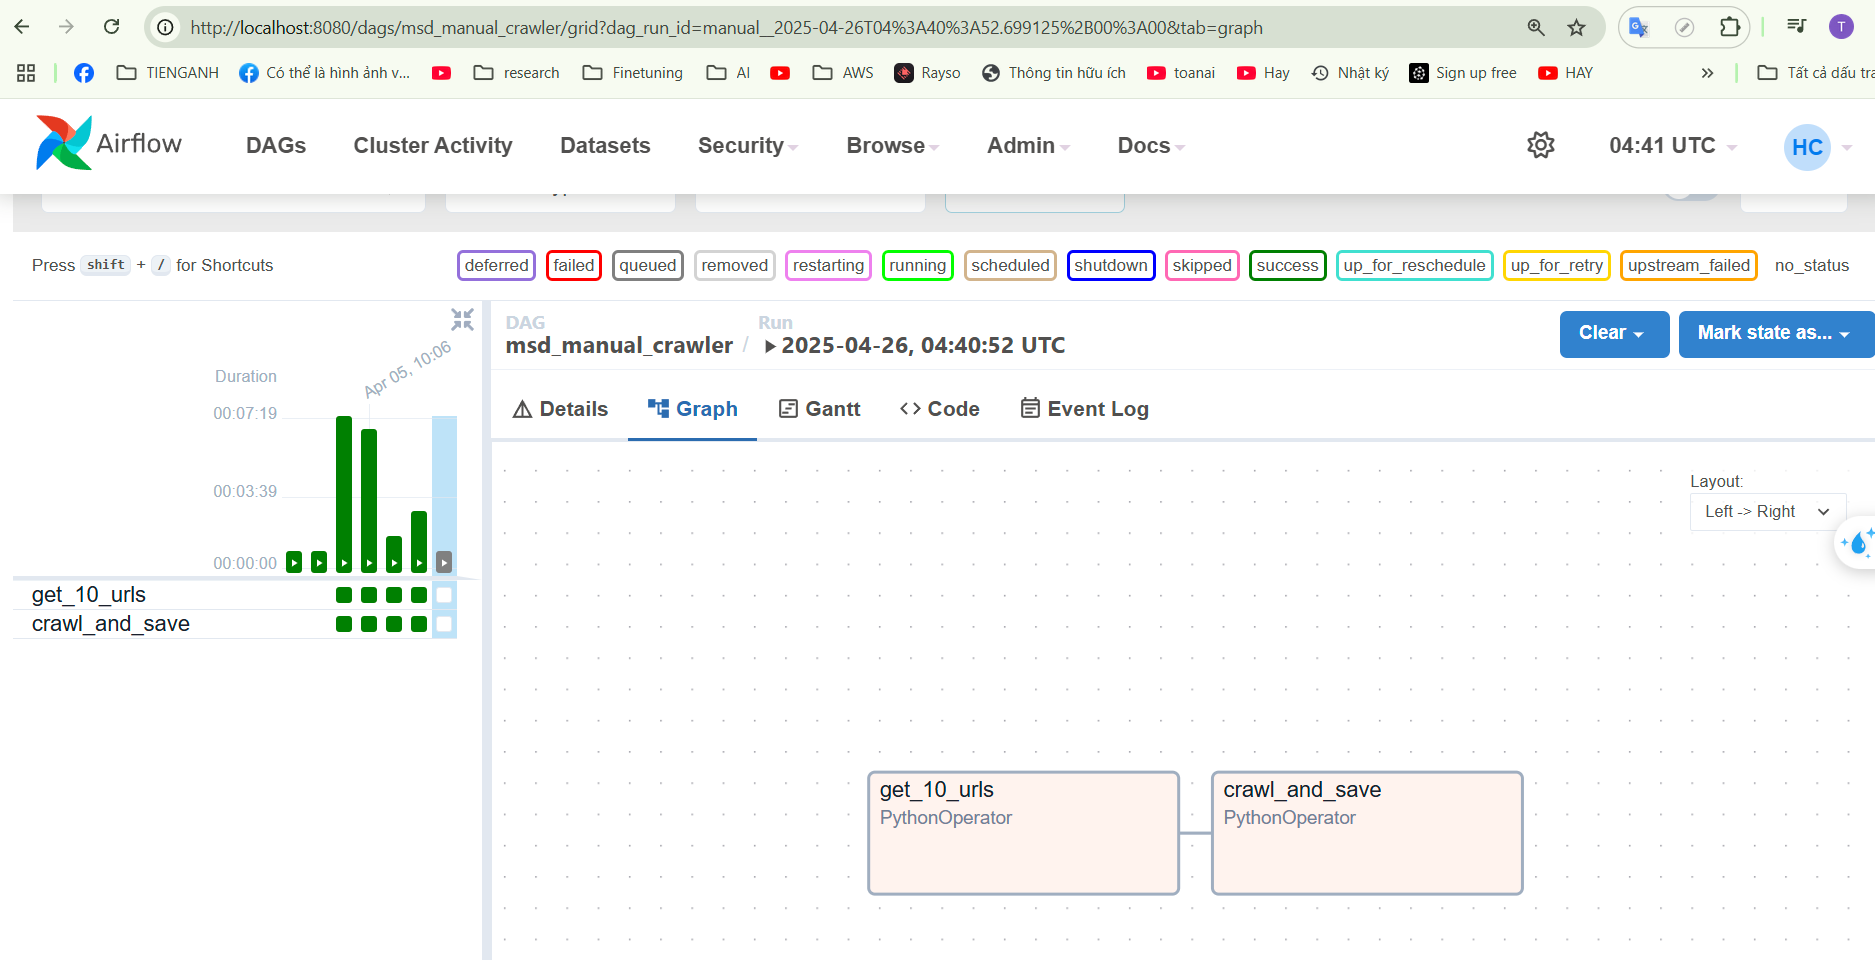 http://localhost:8080/dags/msd_manual_crawler/grid?dag_run_id=manual__2025-04-26T04%3A40%3A52.699125%2B00%3A00&tab=graph
T
TIENGANH Có thể là hình ảnh v... research Finetuning AI AWS Rayso Thông tin hữu ích toanai Hay Nhật ký Sign up free HAY » Tất cả dấu tra
Airflow DAGs Cluster Activity Datasets Security Browse Admin Docs 04:41 UTC HC
Press shift + / for Shortcuts deferred failed queued removed restarting running scheduled shutdown skipped success up_for_reschedule up_for_retry upstream_failed no_status
DAG
msd_manual_crawler /
Run
2025-04-26, 04:40:52 UTC
Clear
Mark state as...
Apr 05, 10:06
Duration
00:07:19
00:03:39
00:00:00
get_10_urls
crawl_and_save
Details Graph Gantt Code Event Log
Layout:
Left -> Right
get_10_urls
PythonOperator
crawl_and_save
PythonOperator